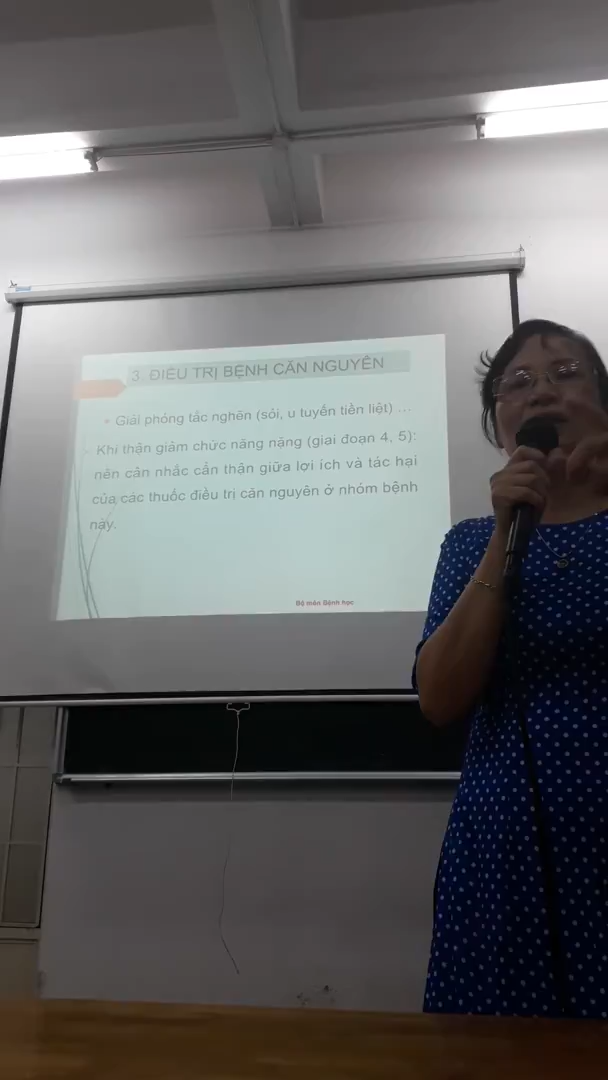 3. ĐIỀU TRỊ BỆNH CĂN NGUYÊN
Giải phóng tắc nghẽn (sỏi, u tuyến tiền liệt) ...
Khi thận giảm chức năng nặng (giai đoạn 4, 5):
nên cân nhắc cẩn thận giữa lợi ích và tác hại
của các thuốc điều trị căn nguyên ở nhóm bệnh
này.
Bộ môn Bệnh học